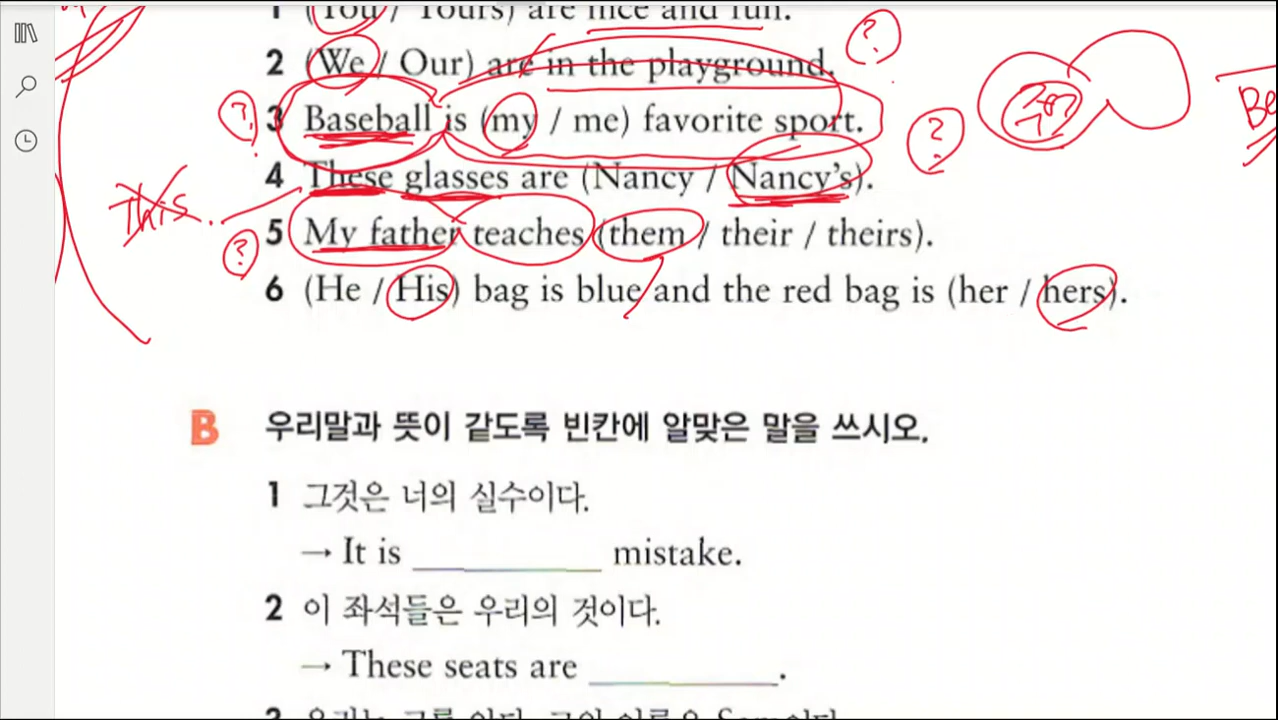 1 (You / Yours) are nice and fun.
2 (We / Our) are in the playground.
?
3 Baseball is (my / me) favorite sport.
?
?
Be
4 These glasses are (Nancy / Nancy's).
This
5 My father teaches (them / their / theirs).
?
6 (He / His) bag is blue and the red bag is (her / hers).
B 우리말과 뜻이 같도록 빈칸에 알맞은 말을 쓰시오.
1 그것은 너의 실수이다.
→ It is ________ mistake.
2 이 좌석들은 우리의 것이다.
→ These seats are ________.